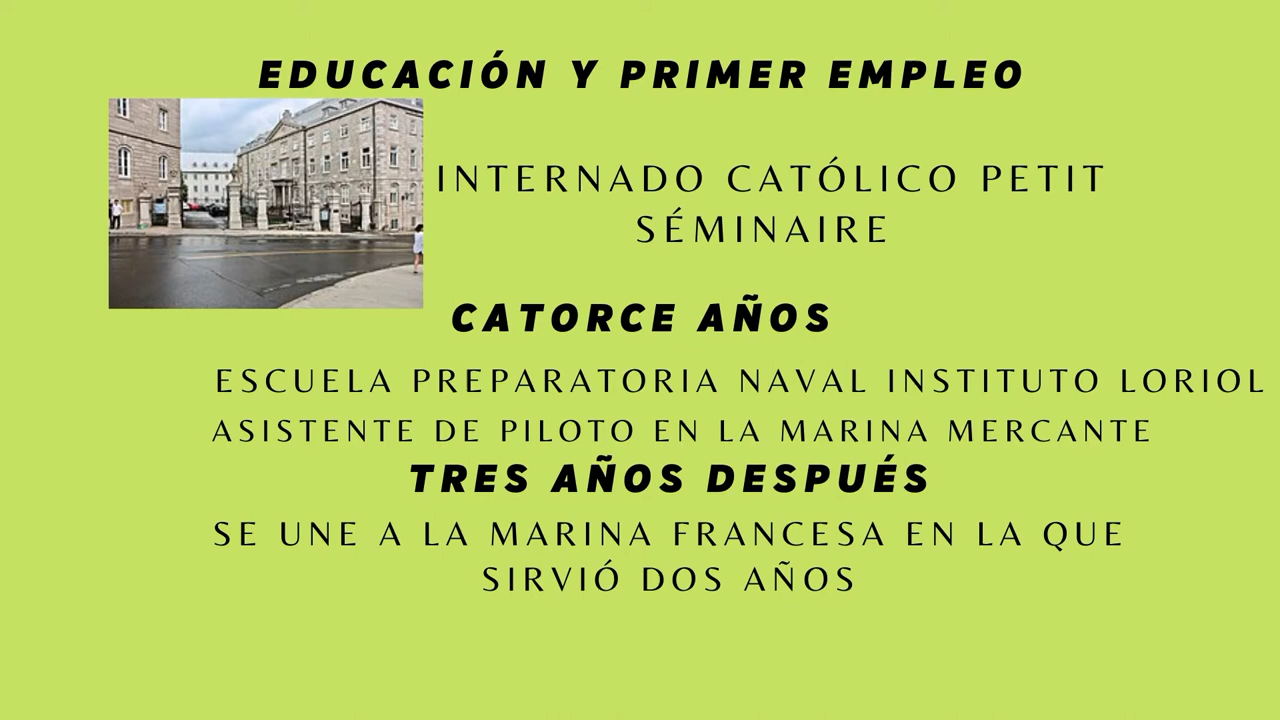 EDUCACIÓN Y PRIMER EMPLEO
INTERNADO CATÓLICO PETIT
SÉMINAIRE
CATORCE AÑOS
ESCUELA PREPARATORIA NAVAL INSTITUTO LORIOL
ASISTENTE DE PILOTO EN LA MARINA MERCANTE
TRES AÑOS DESPUÉS
SE UNE A LA MARINA FRANCESA EN LA QUE
SIRVIÓ DOS AÑOS